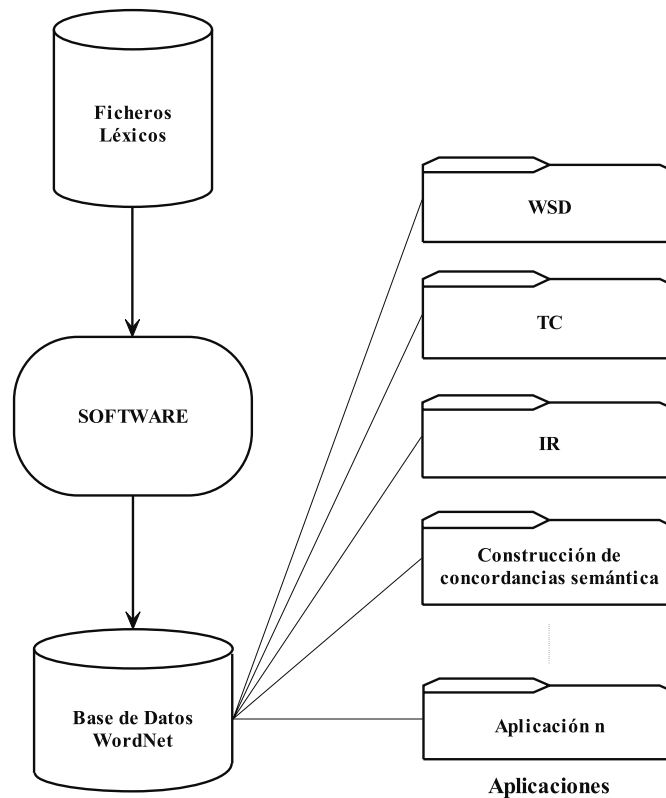 Ficheros
Léxicos
SOFTWARE
Base de Datos
WordNet
WSD
TC
IR
Construcción de
concordancias semántica
Aplicación n
Aplicaciones